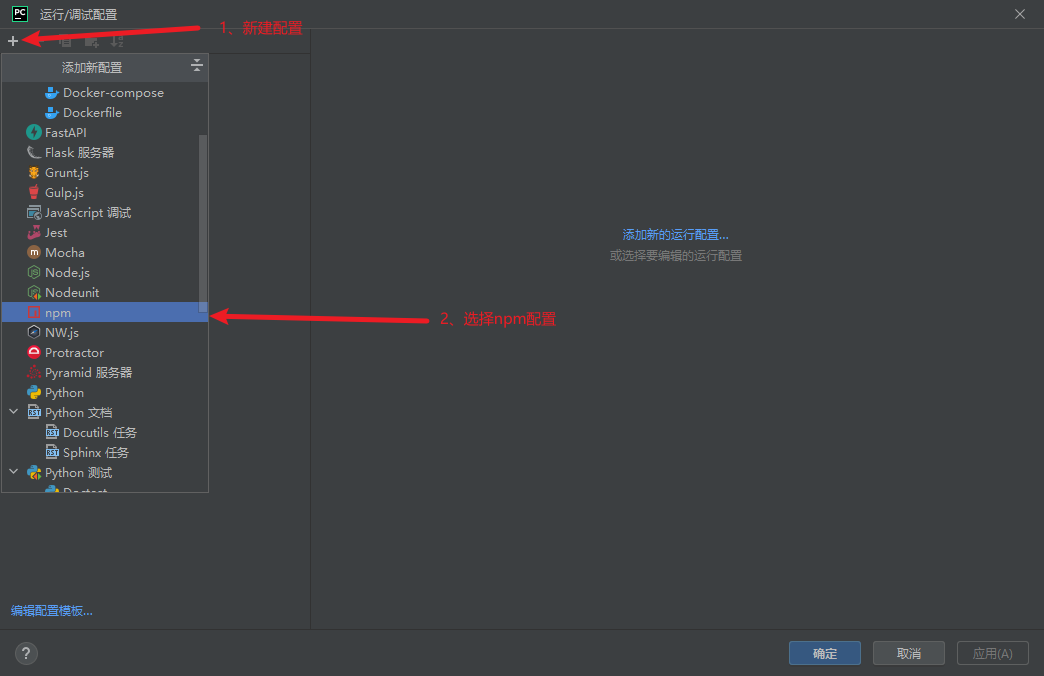 PC 运行/调试配置
1、新建配置
添加新配置
Docker-compose
Dockerfile
FastAPI
Flask 服务器
Grunt.js
Gulp.js
JavaScript 调试
Jest
Mocha
Node.js
Nodeunit
npm
NW.js
Protractor
Pyramid 服务器
Python
Python 文档
Docutils 任务
Sphinx 任务
Python 测试
Doctest
添加新的运行配置...
或选择要编辑的运行配置
2、选择npm配置
编辑配置模板...
?
确定
取消
应用(A)